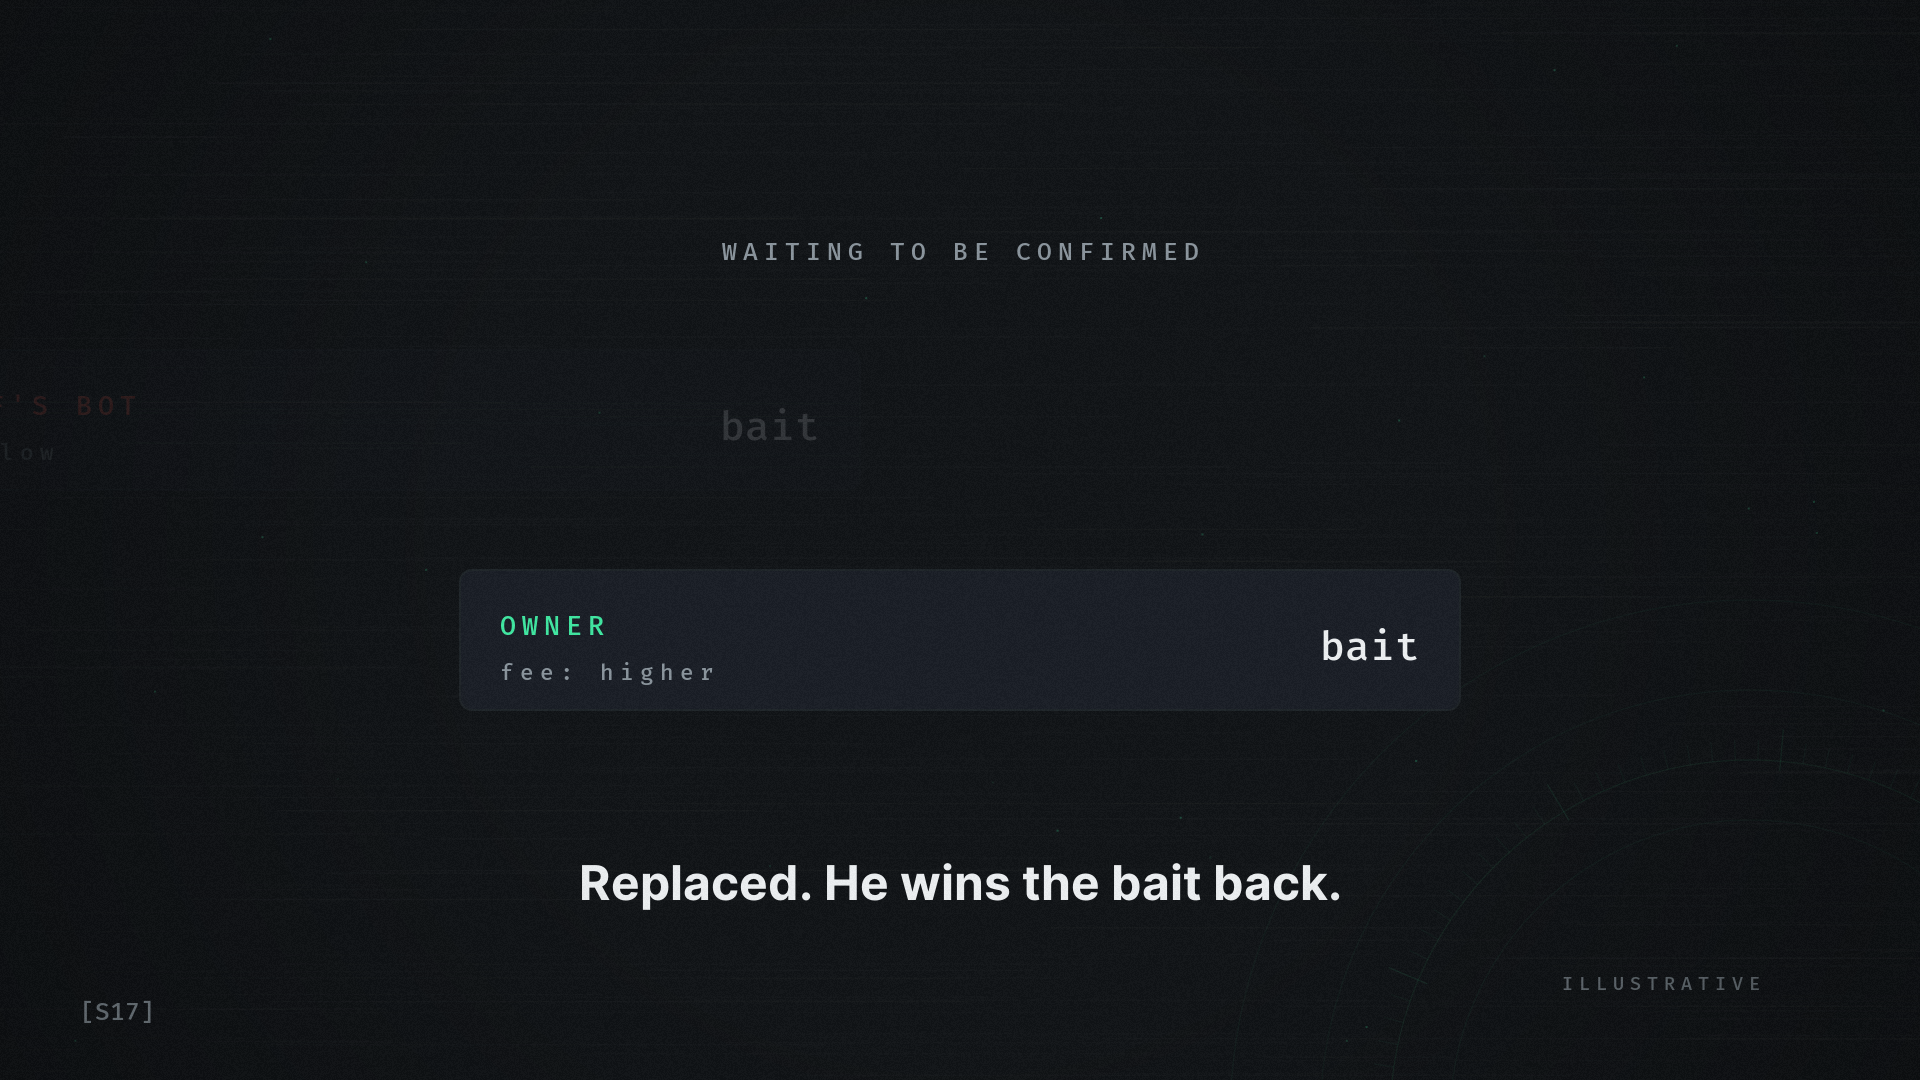 WAITING TO BE CONFIRMED
'S BOT
low
bait
OWNER
fee: higher
bait
Replaced. He wins the bait back.
ILLUSTRATIVE
[S17]